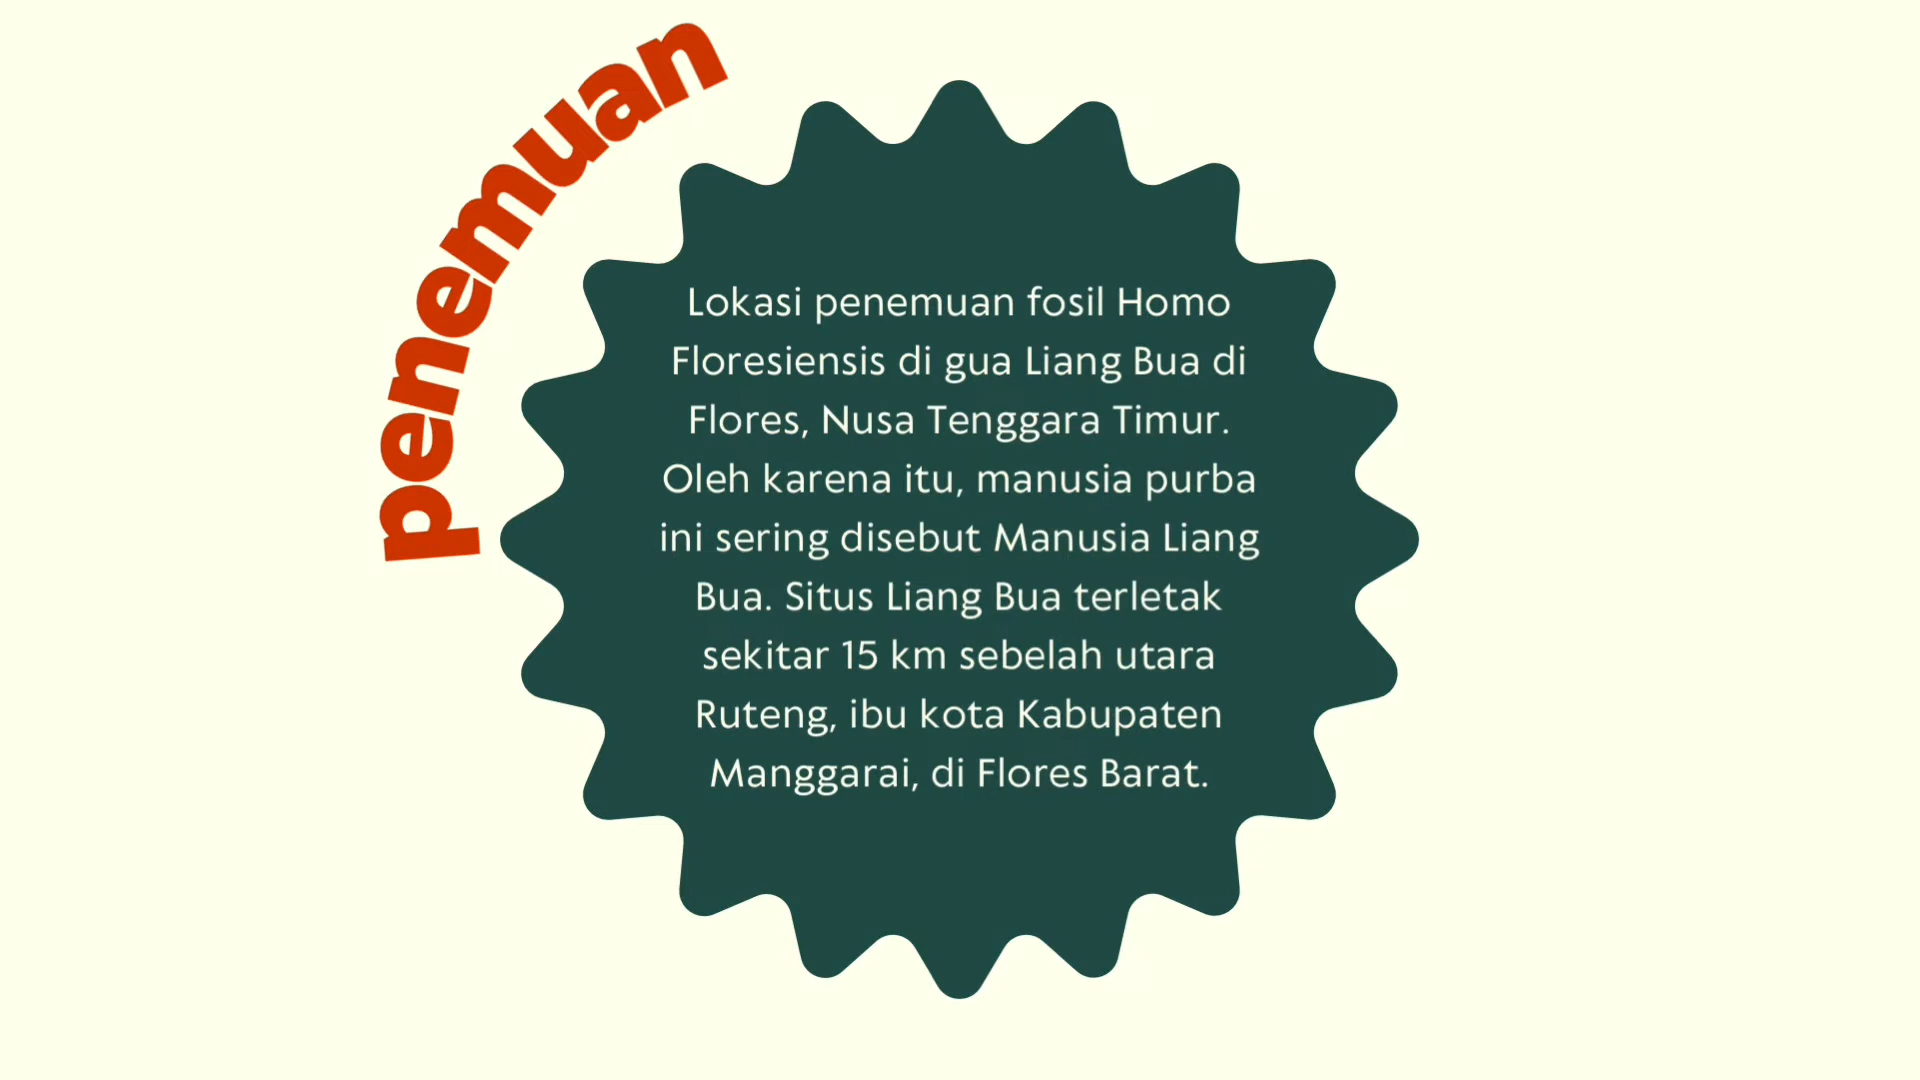 penemuan
Lokasi penemuan fosil Homo
Floresiensis di gua Liang Bua di
Flores, Nusa Tenggara Timur.
Oleh karena itu, manusia purba
ini sering disebut Manusia Liang
Bua. Situs Liang Bua terletak
sekitar 15 km sebelah utara
Ruteng, ibu kota Kabupaten
Manggarai, di Flores Barat.